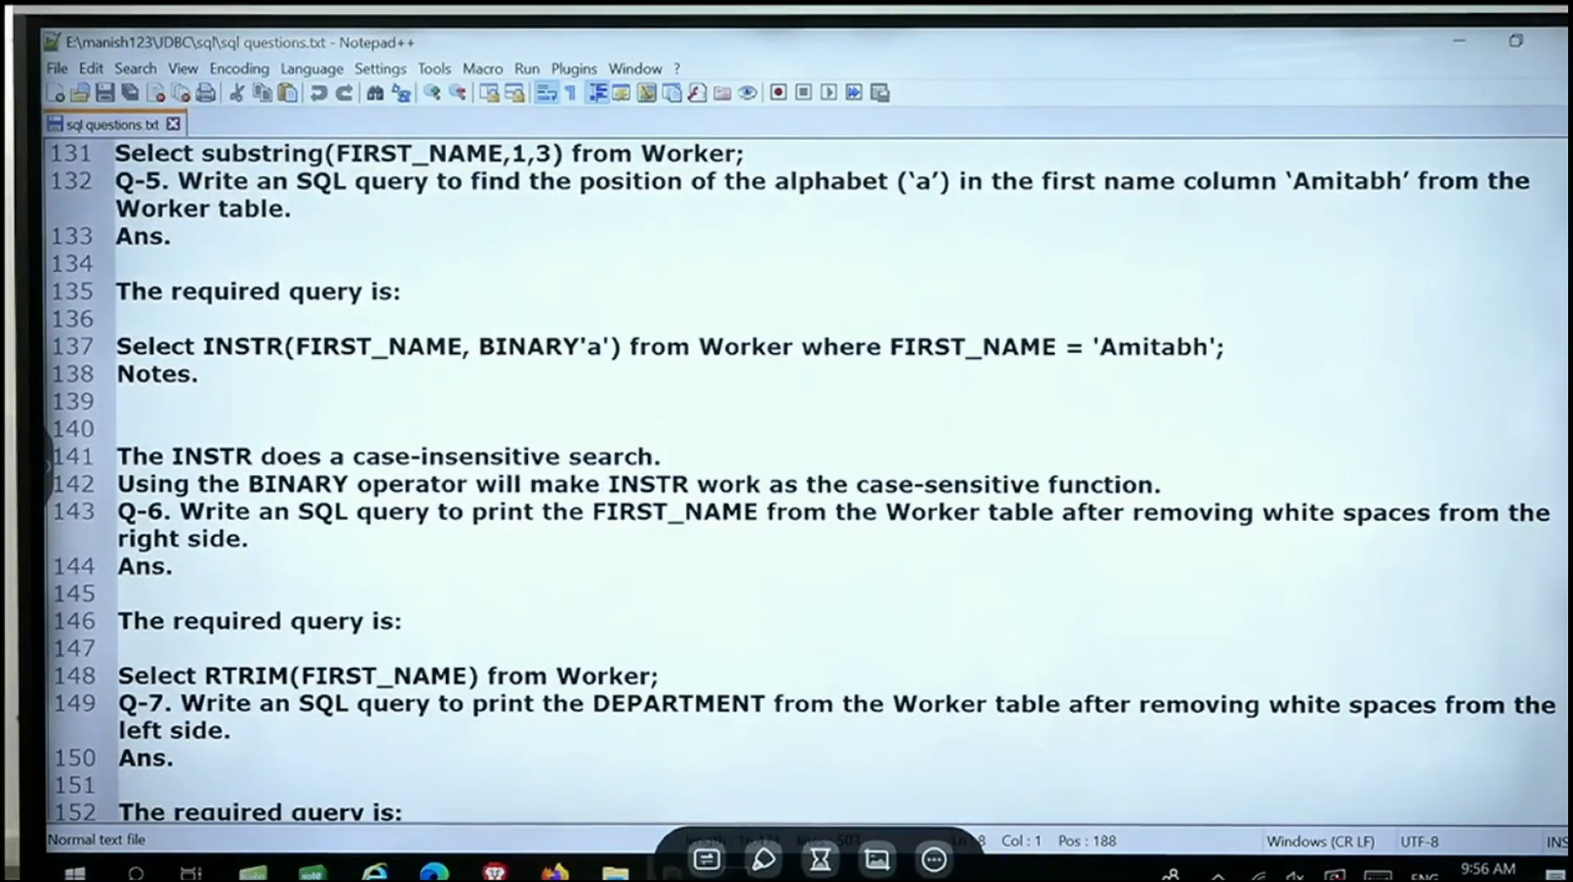 E:\manish123\JDBC\sql\sql questions.txt - Notepad++
File Edit Search View Encoding Language Settings Tools Macro Run Plugins Window ?
sql questions.txt
131 Select substring(FIRST_NAME,1,3) from Worker;
132 Q-5. Write an SQL query to find the position of the alphabet (‘a’) in the first name column ‘Amitabh’ from the
Worker table.
133 Ans.
134
135 The required query is:
136
137 Select INSTR(FIRST_NAME, BINARY'a') from Worker where FIRST_NAME = 'Amitabh';
138 Notes.
139
140
141 The INSTR does a case-insensitive search.
142 Using the BINARY operator will make INSTR work as the case-sensitive function.
143 Q-6. Write an SQL query to print the FIRST_NAME from the Worker table after removing white spaces from the
right side.
144 Ans.
145
146 The required query is:
147
148 Select RTRIM(FIRST_NAME) from Worker;
149 Q-7. Write an SQL query to print the DEPARTMENT from the Worker table after removing white spaces from the
left side.
150 Ans.
151
152 The required query is:
Normal text file Col : 1 Pos : 188 Windows (CR LF) UTF-8 INS
ENG 9:56 AM